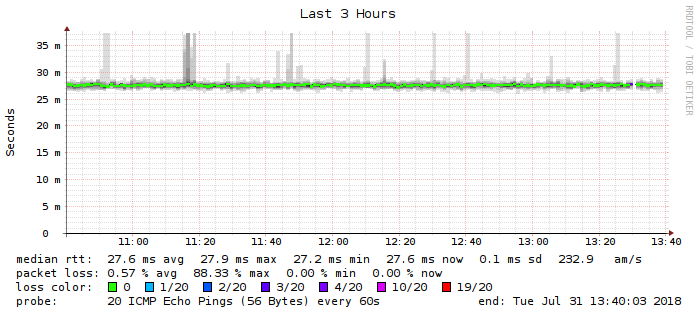 Last 3 Hours
RRDTOOL / TOBI OETIKER
Seconds
35 m
30 m
25 m
20 m
15 m
10 m
5 m
0
11:00 11:20 11:40 12:00 12:20 12:40 13:00 13:20 13:40
median rtt: 27.6 ms avg 27.9 ms max 27.2 ms min 27.6 ms now 0.1 ms sd 232.9 am/s
packet loss: 0.57 % avg 88.33 % max 0.00 % min 0.00 % now
loss color: 0 1/20 2/20 3/20 4/20 10/20 19/20
probe: 20 ICMP Echo Pings (56 Bytes) every 60s end: Tue Jul 31 13:40:03 2018